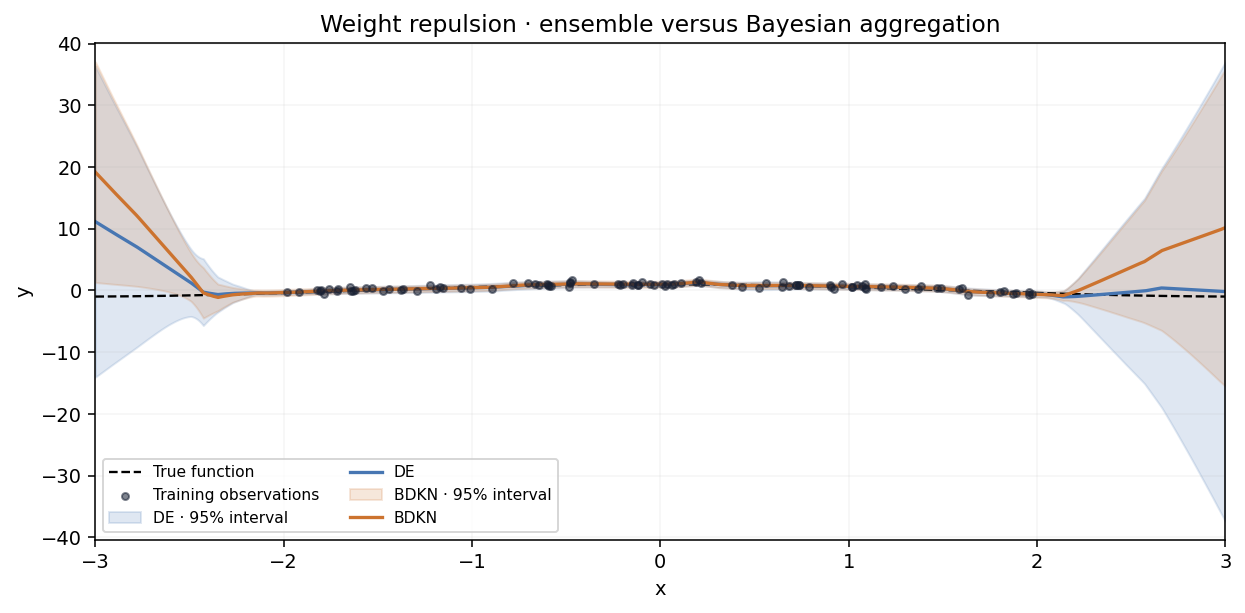 Weight repulsion · ensemble versus Bayesian aggregation
y
40
30
20
10
0
−10
−20
−30
−40
True function
Training observations
DE · 95% interval
DE
BDKN · 95% interval
BDKN
−3
−2
−1
0
1
2
3
x